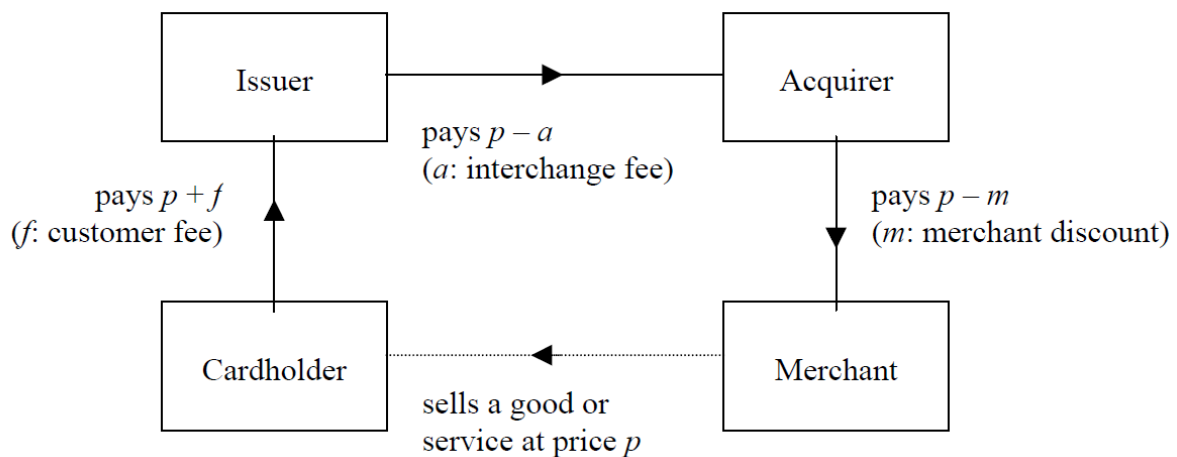 Issuer
Acquirer
pays p – a
(a: interchange fee)
pays p + f
(f: customer fee)
pays p – m
(m: merchant discount)
Cardholder
Merchant
sells a good or
service at price p